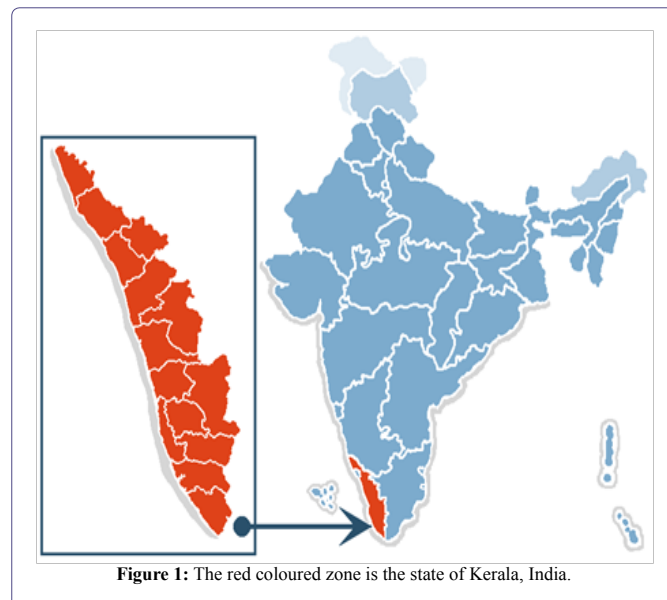 Figure 1: The red coloured zone is the state of Kerala, India.